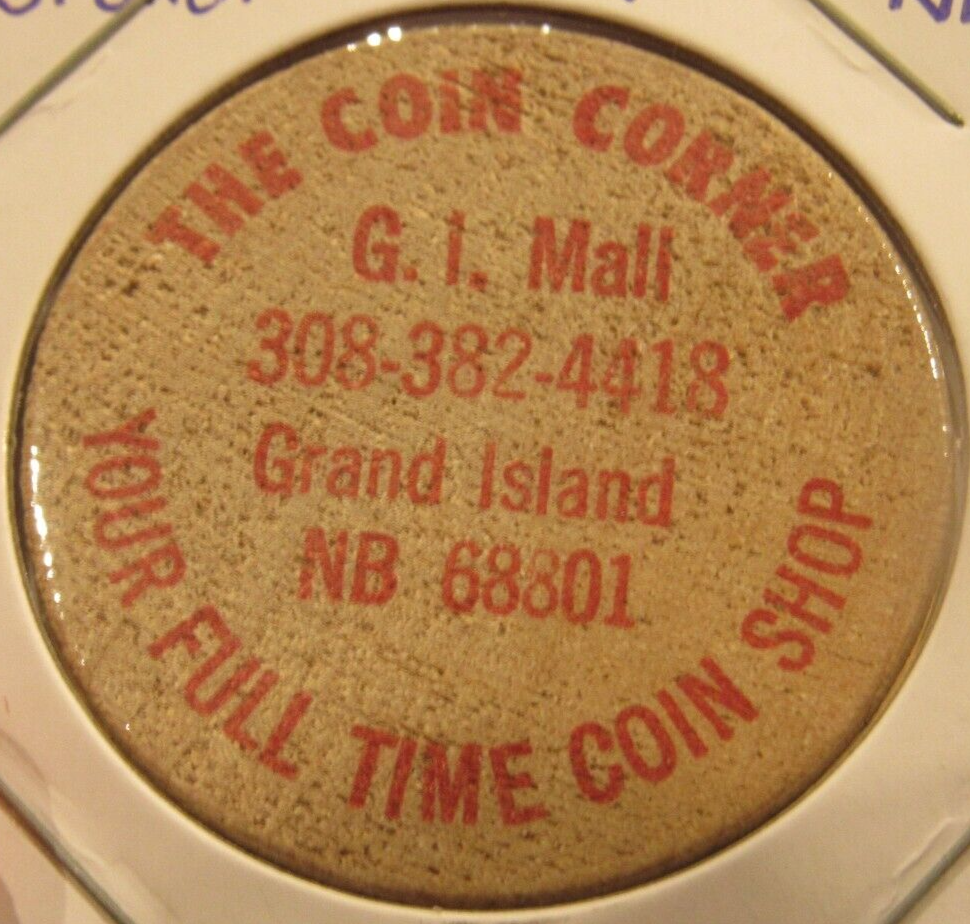 THE COIN CORNER
G. I. Mall
308-382-4418
Grand Island
NB 68801
YOUR FULL TIME COIN SHOP